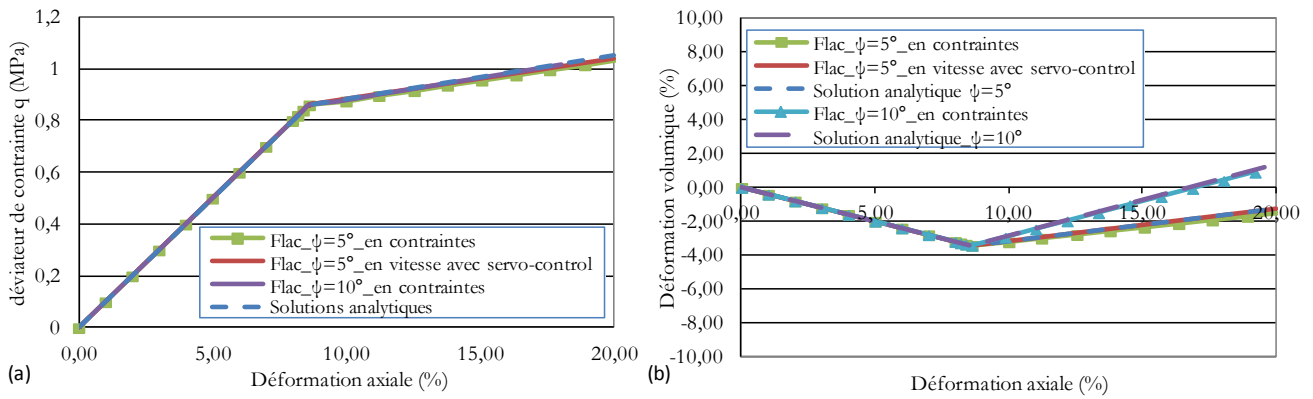 1,2
1
0,8
0,6
0,4
0,2
0
déviateur de contrainte q (MPa)
Flac_ψ=5°_en contraintes
Flac_ψ=5°_en vitesse avec servo-control
Flac_ψ=10°_en contraintes
Solutions analytiques
0,00 5,00 10,00 15,00 20,00
Déformation axiale (%)
(a)
10,00
8,00
6,00
4,00
2,00
0,00
-2,00
-4,00
-6,00
-8,00
-10,00
Déformation volumique (%)
Flac_ψ=5°_en contraintes
Flac_ψ=5°_en vitesse avec servo-control
Solution analytique ψ=5°
Flac_ψ=10°_en contraintes
Solution analytique_ψ=10°
0,00 5,00 10,00 15,00 20,00
Déformation axiale (%)
(b)